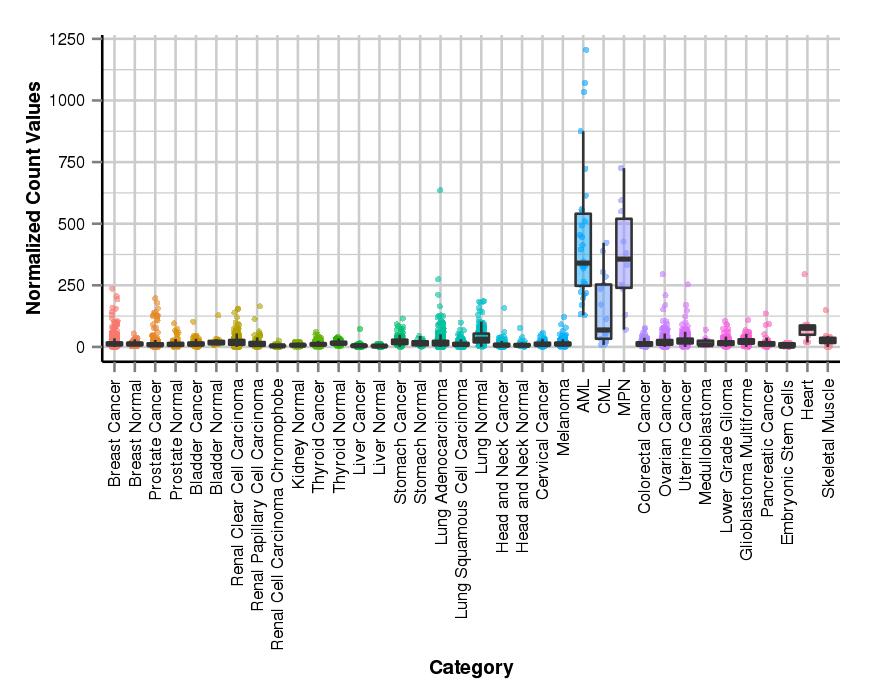 Normalized Count Values
1250
1000
750
500
250
0
Breast Cancer
Breast Normal
Prostate Cancer
Prostate Normal
Bladder Cancer
Bladder Normal
Renal Clear Cell Carcinoma
Renal Papillary Cell Carcinoma
Renal Cell Carcinoma Chromophobe
Kidney Normal
Thyroid Cancer
Thyroid Normal
Liver Cancer
Liver Normal
Stomach Cancer
Stomach Normal
Lung Adenocarcinoma
Lung Squamous Cell Carcinoma
Lung Normal
Head and Neck Cancer
Head and Neck Normal
Cervical Cancer
Melanoma
AML
CML
MPN
Colorectal Cancer
Ovarian Cancer
Uterine Cancer
Medulloblastoma
Lower Grade Glioma
Glioblastoma Multiforme
Pancreatic Cancer
Embryonic Stem Cells
Heart
Skeletal Muscle
Category